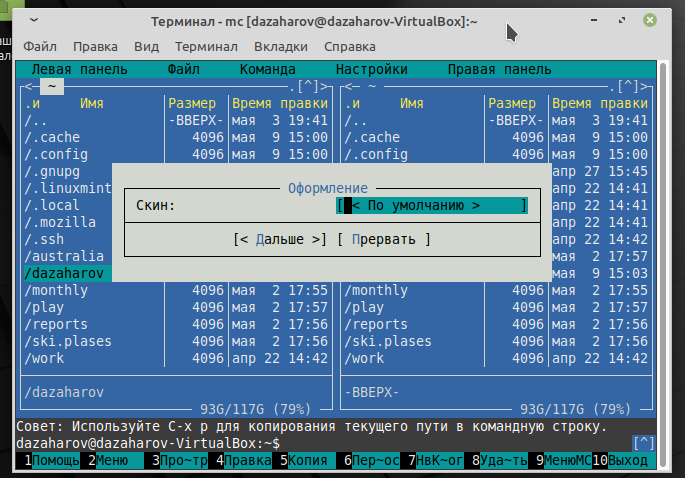 Терминал - mc [dazaharov@dazaharov-VirtualBox]:~
Файл Правка Вид Терминал Вкладки Справка
Левая панель Файл Команда Настройки Правая панель
<─ ~ .[^]> <─ ~ .[^]>
.и Имя Размер Время правки .и Имя Размер Время правки
/.. -ВВЕРХ- мая 3 19:41 /.. -ВВЕРХ- мая 3 19:41
/.cache 4096 мая 9 15:00 /.cache 4096 мая 9 15:00
/.config 4096 мая 9 15:00 /.config 4096 мая 9 15:00
/.gnupg апр 27 15:45
/.linuxmint апр 22 14:41
/.local апр 22 14:41
/.mozilla апр 22 14:41
/.ssh апр 22 14:41
/australia мая 2 17:57
/dazaharov мая 9 15:03
Оформление
Скин: [ < По умолчанию > ]
[< Дальше >] [ Прервать ]
/monthly 4096 мая 2 17:55 /monthly 4096 мая 2 17:55
/play 4096 мая 2 17:57 /play 4096 мая 2 17:57
/reports 4096 мая 2 17:56 /reports 4096 мая 2 17:56
/ski.plases 4096 мая 2 17:56 /ski.plases 4096 мая 2 17:56
/work 4096 апр 22 14:42 /work 4096 апр 22 14:42
/dazaharov -ВВЕРХ-
93G/117G (79%) 93G/117G (79%)
Совет: Используйте C-x p для копирования текущего пути в командную строку.
dazaharov@dazaharov-VirtualBox:~$ [^]
1Помощь 2Меню 3Про~тр 4Правка 5Копия 6Пер~ос 7НвК~ог 8Уда~ть 9МенюMC 10Выход